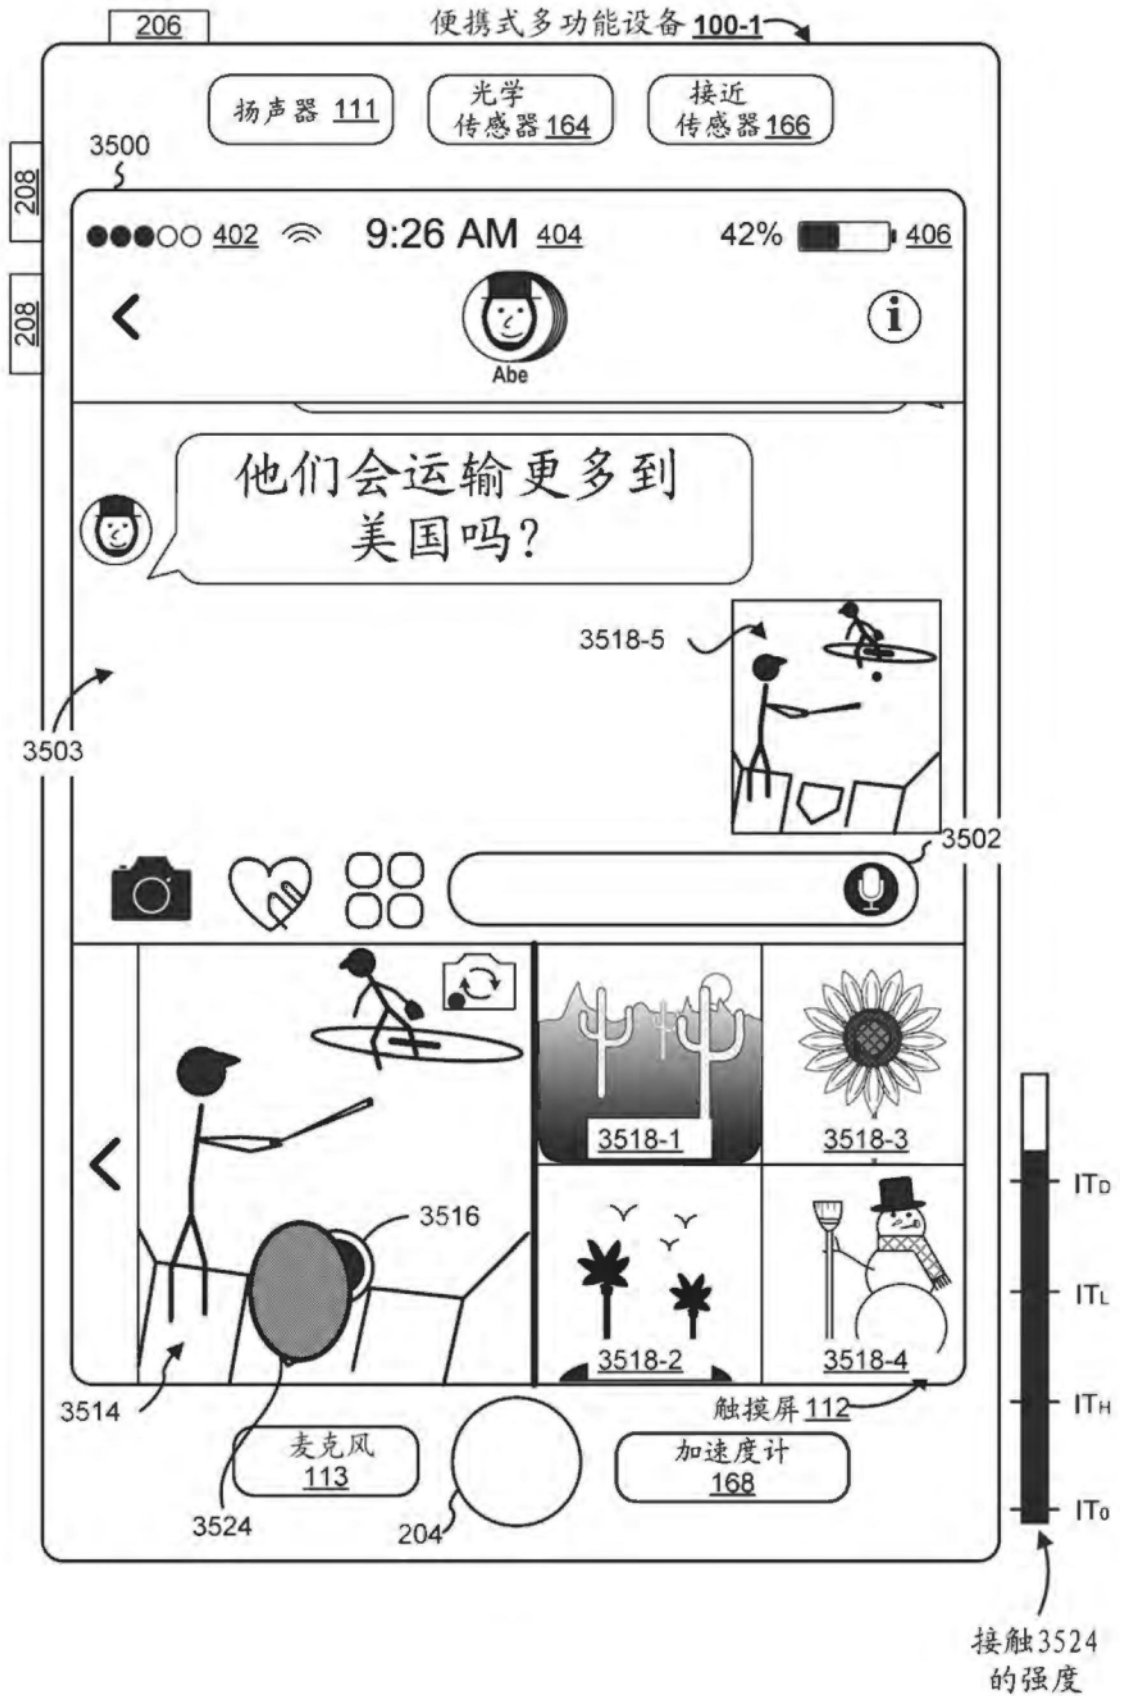 206
便携式多功能设备 100-1
扬声器 111
光学
传感器 164
接近
传感器 166
3500
208
402
9:26 AM 404
42%
406
208
Abe
他们会运输更多到
美国吗?
3518-5
3503
3502
3518-1
3518-3
3516
ITD
ITL
3518-2
3518-4
3514
触摸屏 112
ITH
麦克风
113
加速度计
168
3524
204
IT0
接触3524
的强度